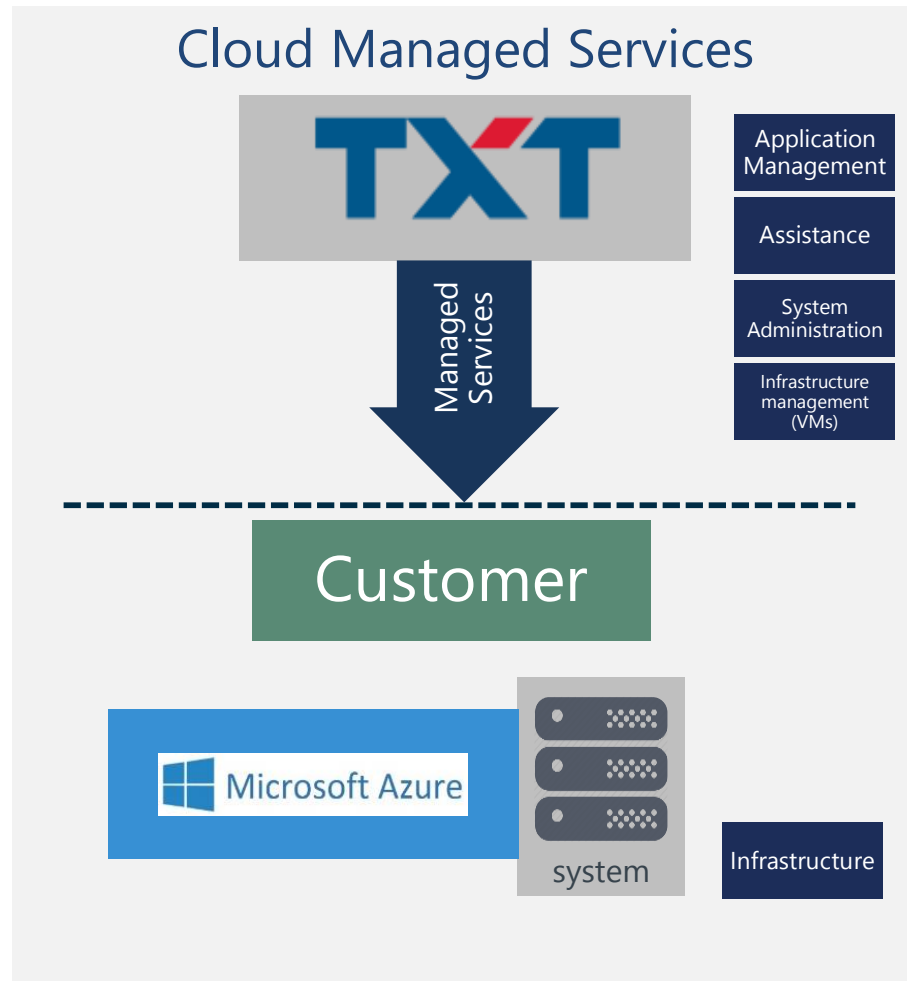 Cloud Managed Services
TXT
Application
Management
Assistance
System
Administration
Infrastructure
management
(VMs)
Managed
Services
Customer
Microsoft Azure
system
Infrastructure